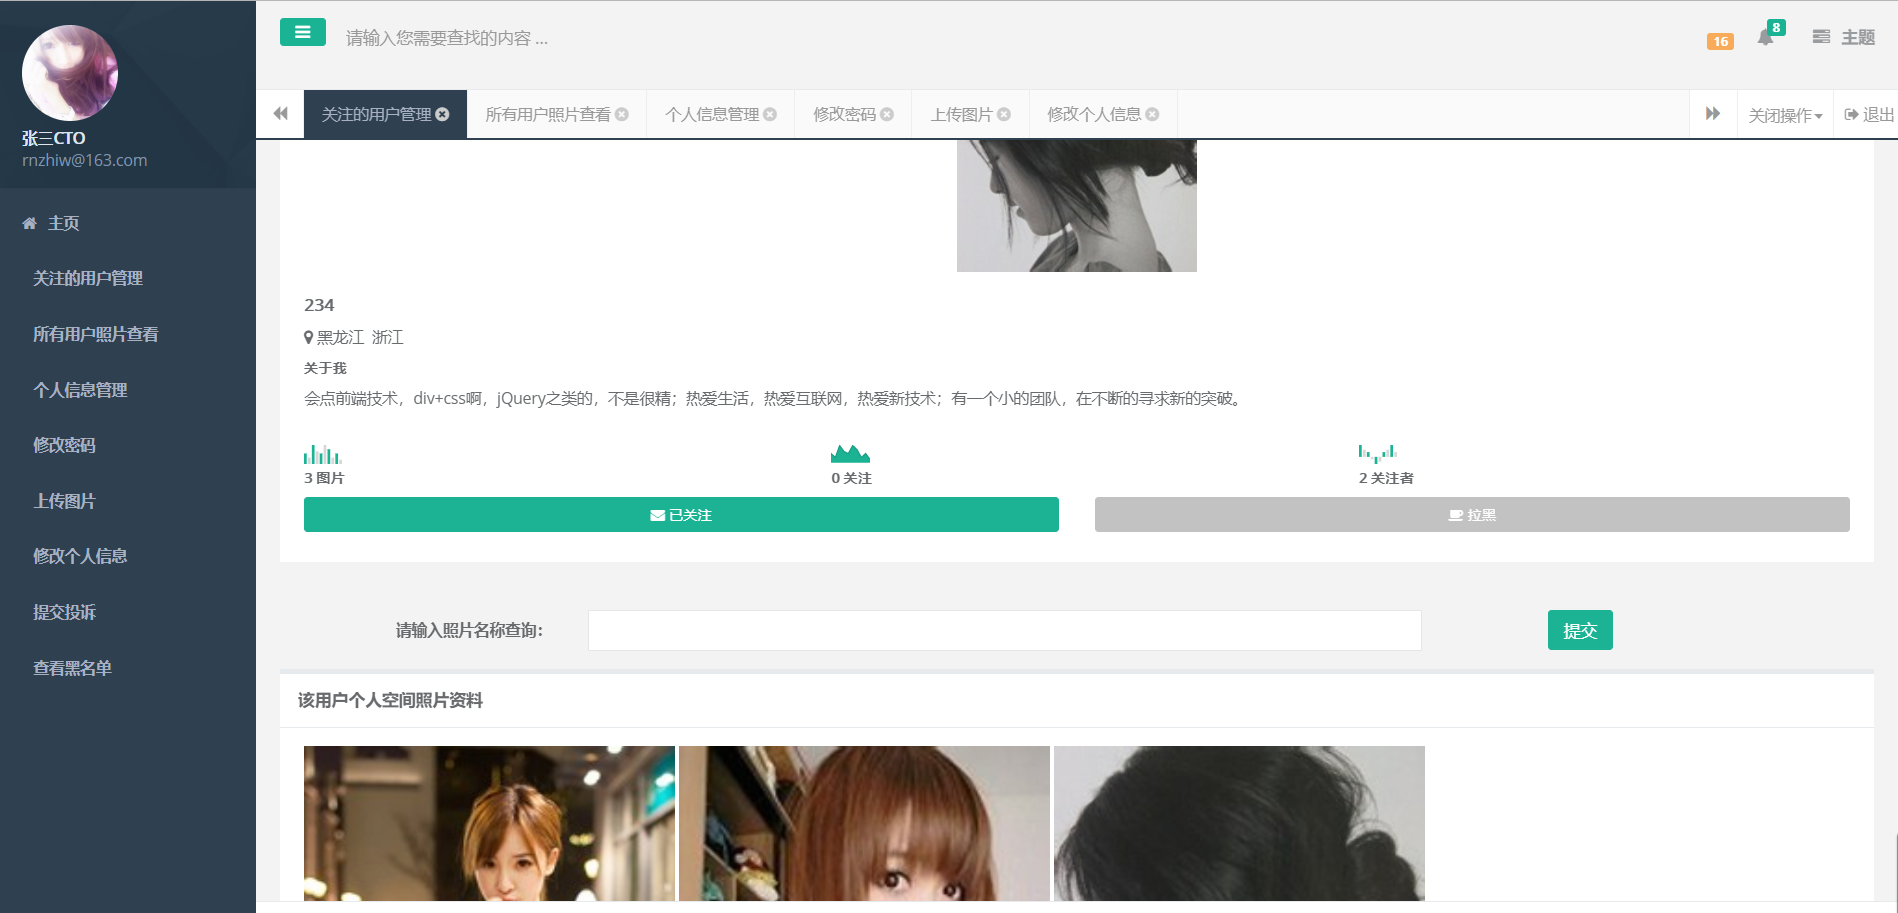 张三CTO
rnzhiw@163.com
主页
关注的用户管理
所有用户照片查看
个人信息管理
修改密码
上传图片
修改个人信息
提交投诉
查看黑名单
请输入您需要查找的内容 ...
16
8
主题
关注的用户管理
所有用户照片查看
个人信息管理
修改密码
上传图片
修改个人信息
关闭操作
退出
234
黑龙江 浙江
关于我
会点前端技术，div+css啊，jQuery之类的，不是很精；热爱生活，热爱互联网，热爱新技术；有一个小的团队，在不断的寻求新的突破。
3 图片
0 关注
2 关注者
已关注
拉黑
请输入照片名称查询：
提交
该用户个人空间照片资料